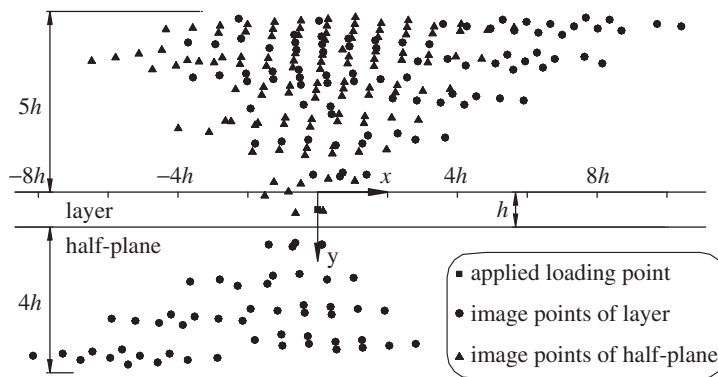 5h
−8h
−4h
x
4h
8h
layer
h
half-plane
y
4h
applied loading point
image points of layer
image points of half-plane